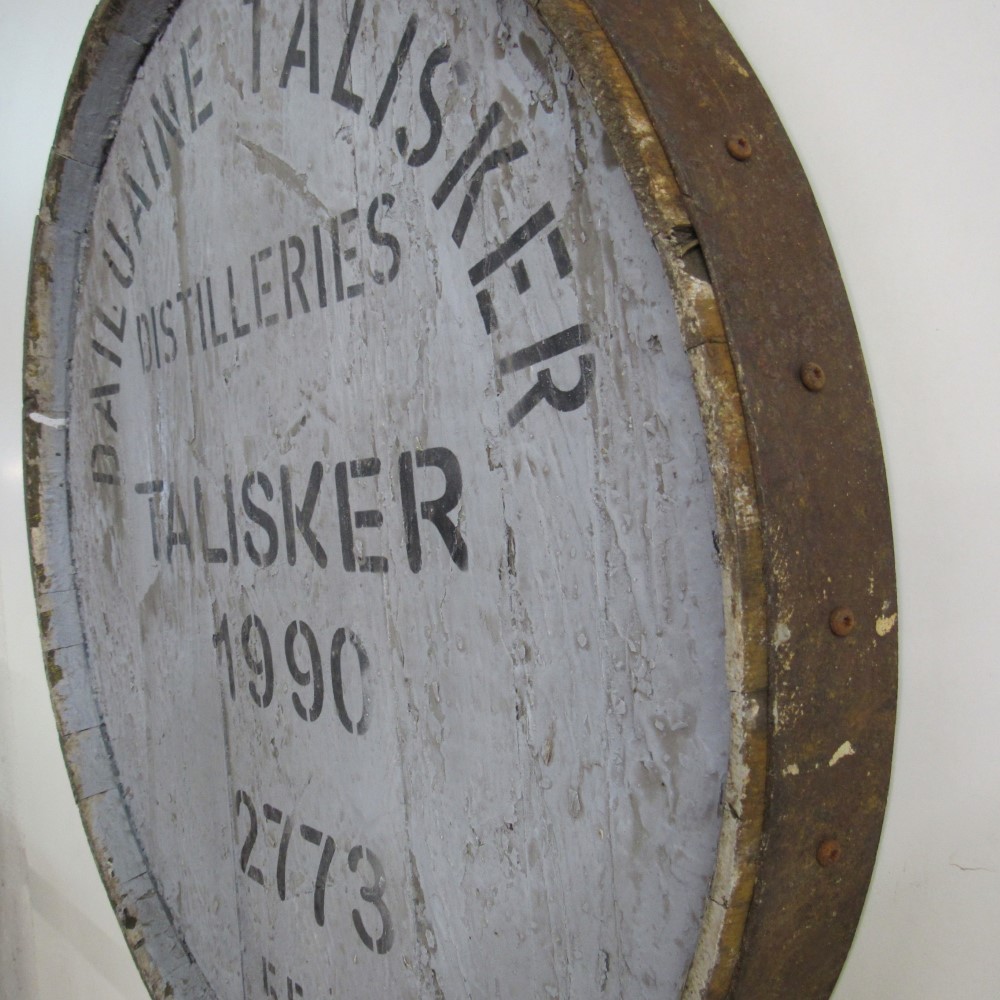 DAILUAINE TALISKER
DISTILLERIES
TALISKER
1990
2773